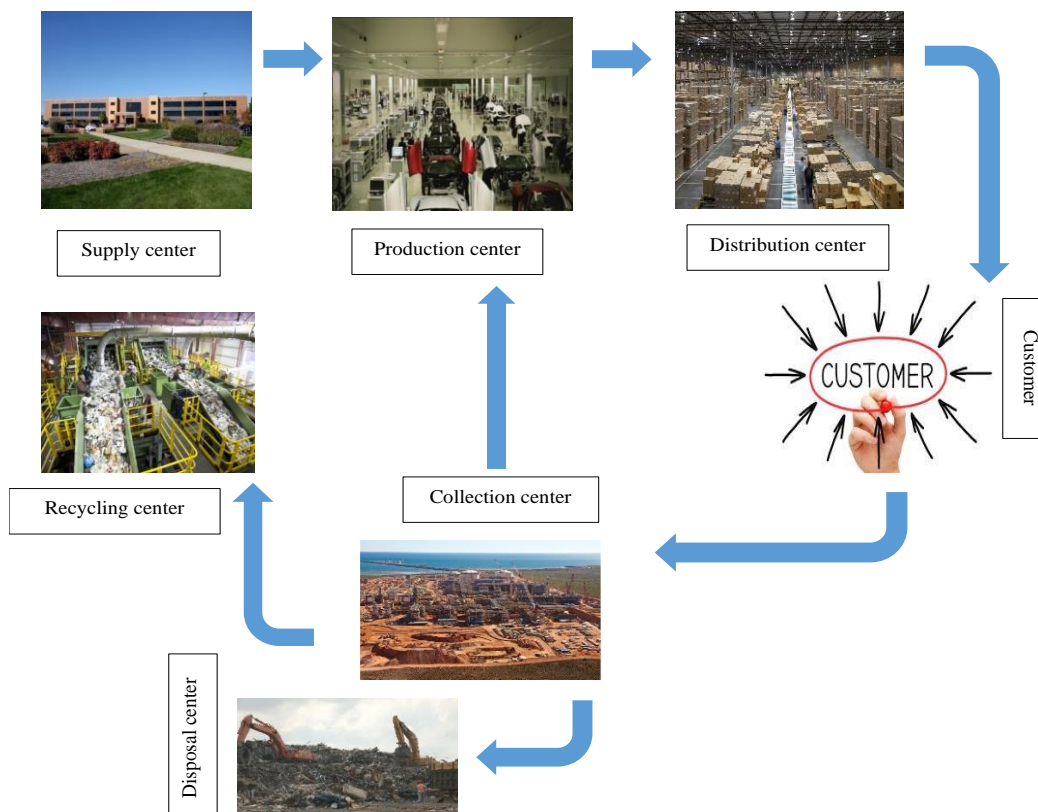 Supply center
Production center
Distribution center
CUSTOMER
Customer
Recycling center
Collection center
Disposal center